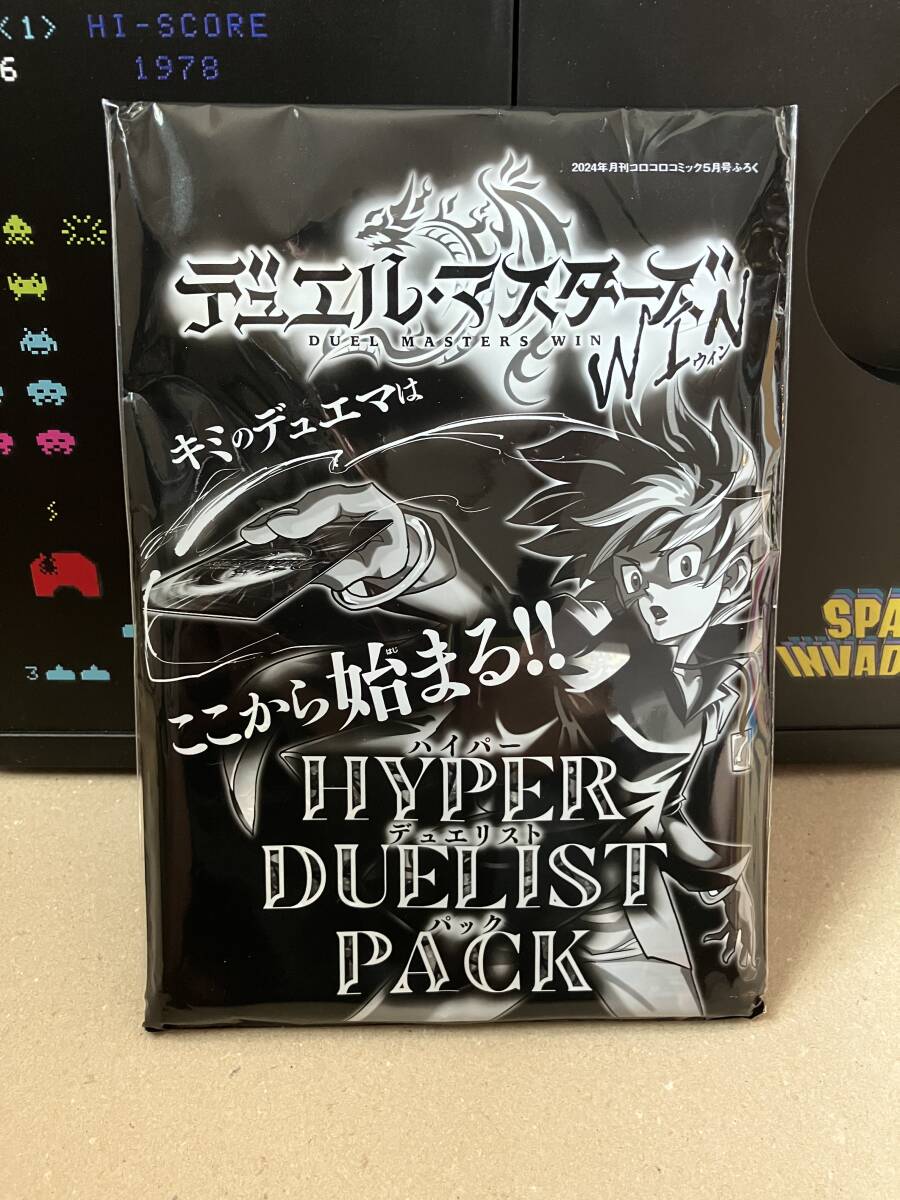 <1> HI-SCORE
6 1978
2024年月刊コロコロコミック5月号ふろく
デュエル・マスターズ
DUEL MASTERS WIN
WIN
ウィン
キミのデュエマは
ここから始まる!!
はじ
ハイパー
HYPER
デュエリスト
DUELIST
パック
PACK
3
SPA
INVAD